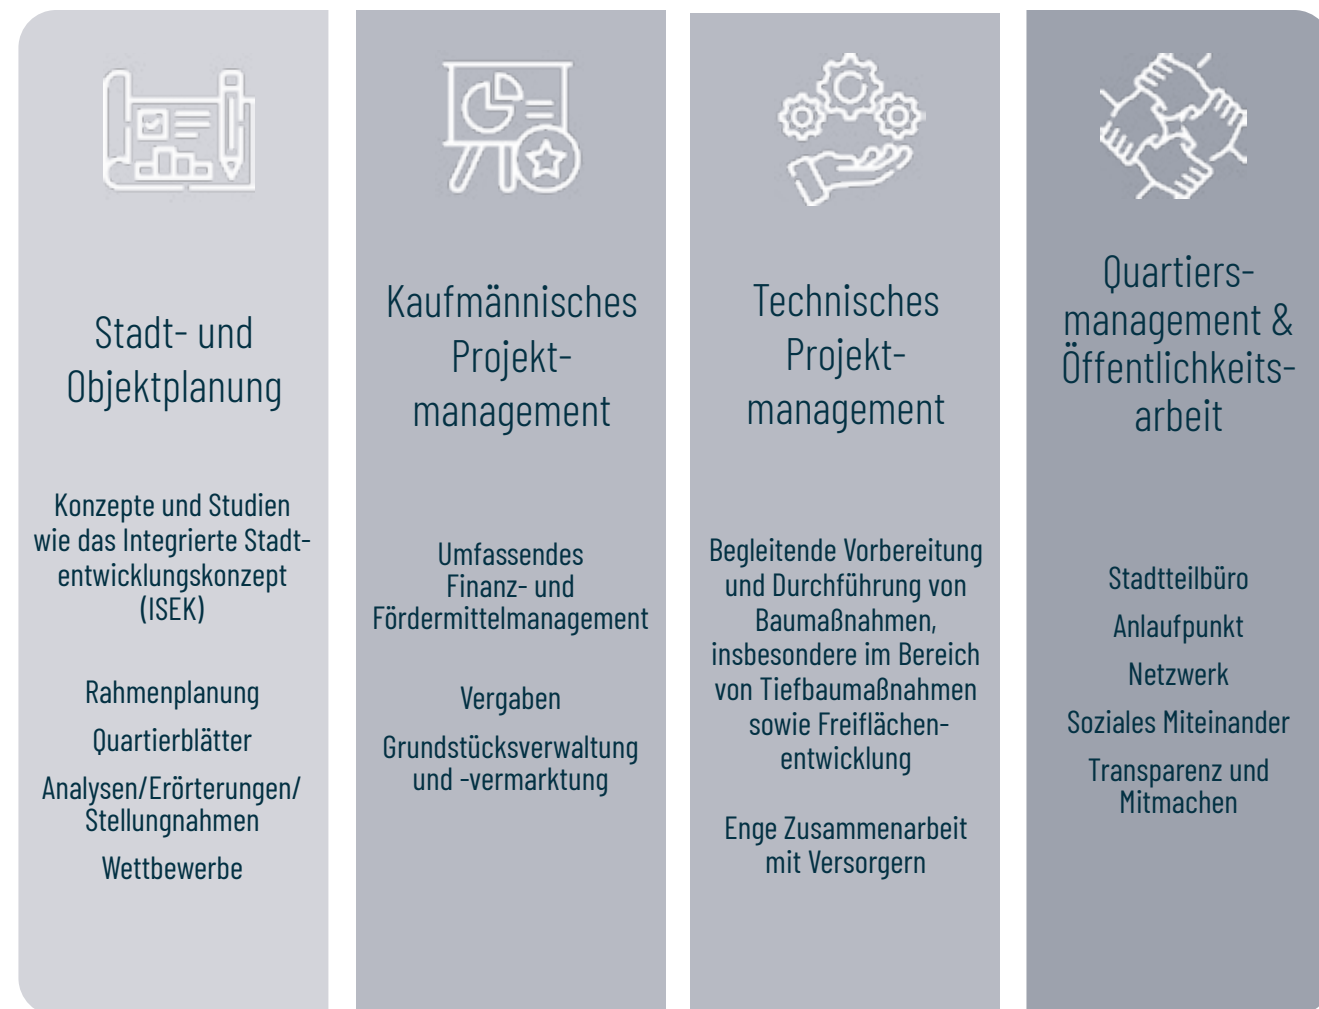 Stadt- und
Objektplanung
Konzepte und Studien
wie das Integrierte Stadt-
entwicklungskonzept
(ISEK)
Rahmenplanung
Quartierblätter
Analysen/Erörterungen/
Stellungnahmen
Wettbewerbe
Kaufmännisches
Projekt-
management
Umfassendes
Finanz- und
Fördermittelmanagement
Vergaben
Grundstücksverwaltung
und -vermarktung
Technisches
Projekt-
management
Begleitende Vorbereitung
und Durchführung von
Baumaßnahmen,
insbesondere im Bereich
von Tiefbaumaßnahmen
sowie Freiflächen-
entwicklung
Enge Zusammenarbeit
mit Versorgern
Quartiers-
management &
Öffentlichkeits-
arbeit
Stadtteilbüro
Anlaufpunkt
Netzwerk
Soziales Miteinander
Transparenz und
Mitmachen